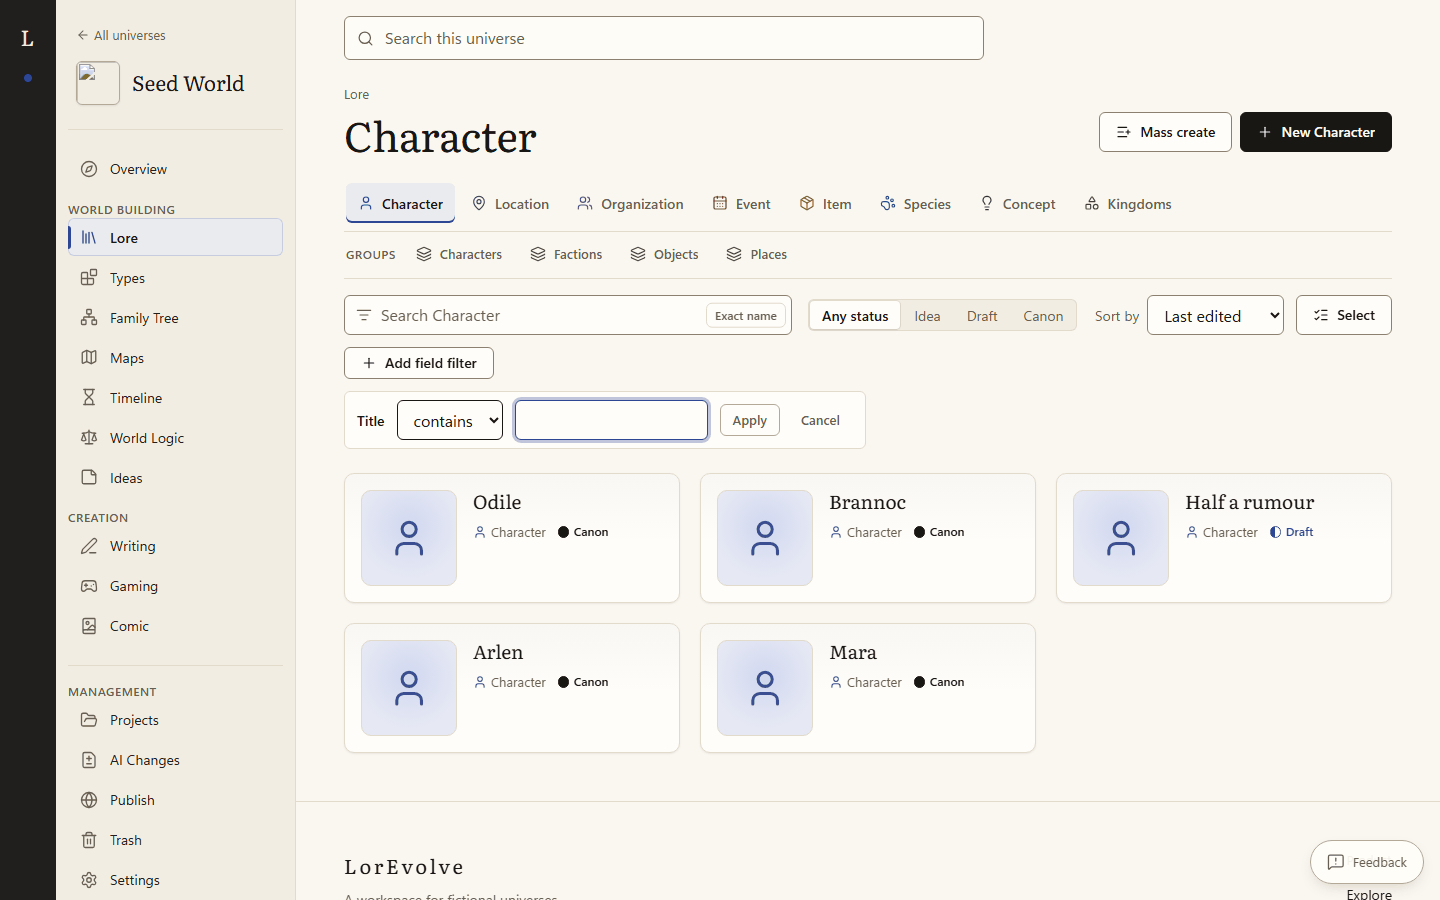 L
All universes
Seed World
Overview
WORLD BUILDING
Lore
Types
Family Tree
Maps
Timeline
World Logic
Ideas
CREATION
Writing
Gaming
Comic
MANAGEMENT
Projects
AI Changes
Publish
Trash
Settings
Search this universe
Lore
Character
Mass create
New Character
Character Location Organization Event Item Species Concept Kingdoms
GROUPS Characters Factions Objects Places
Search Character Exact name Any status Idea Draft Canon Sort by Last edited Select
Add field filter
Title contains Apply Cancel
Odile
Character Canon
Brannoc
Character Canon
Half a rumour
Character Draft
Arlen
Character Canon
Mara
Character Canon
LorEvolve
A workspace for fictional universes
Feedback
Explore